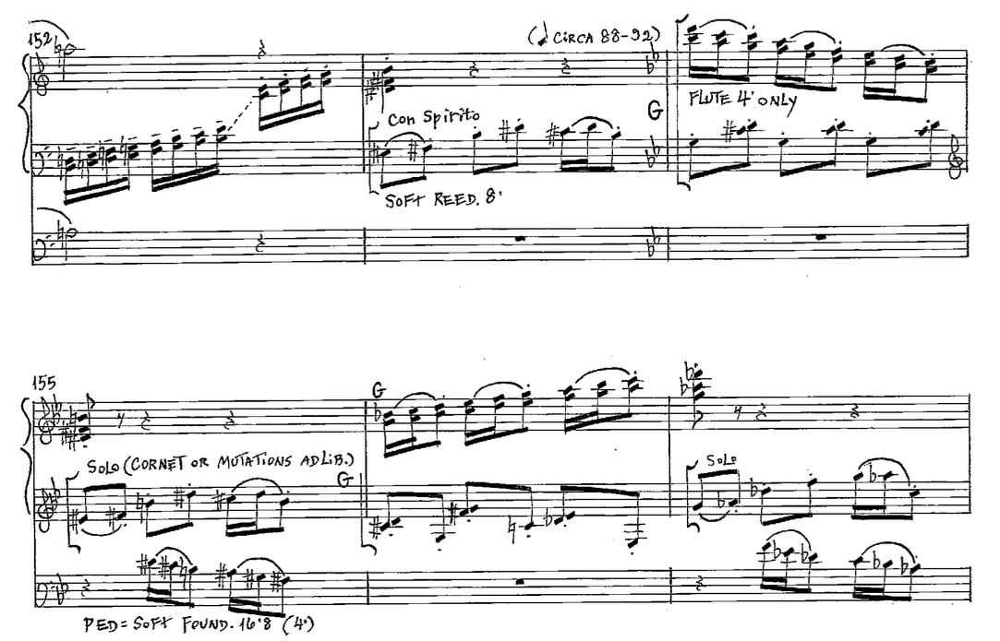 152
(♩ CIRCA 88-92)
Con Spirito
G
SOFT REED. 8'
FLUTE 4' ONLY
155
SOLO (CORNET OR MUTATIONS AD LIB.)
G
G
SOLO
PED = SOFT FOUND. 16'8 (4')